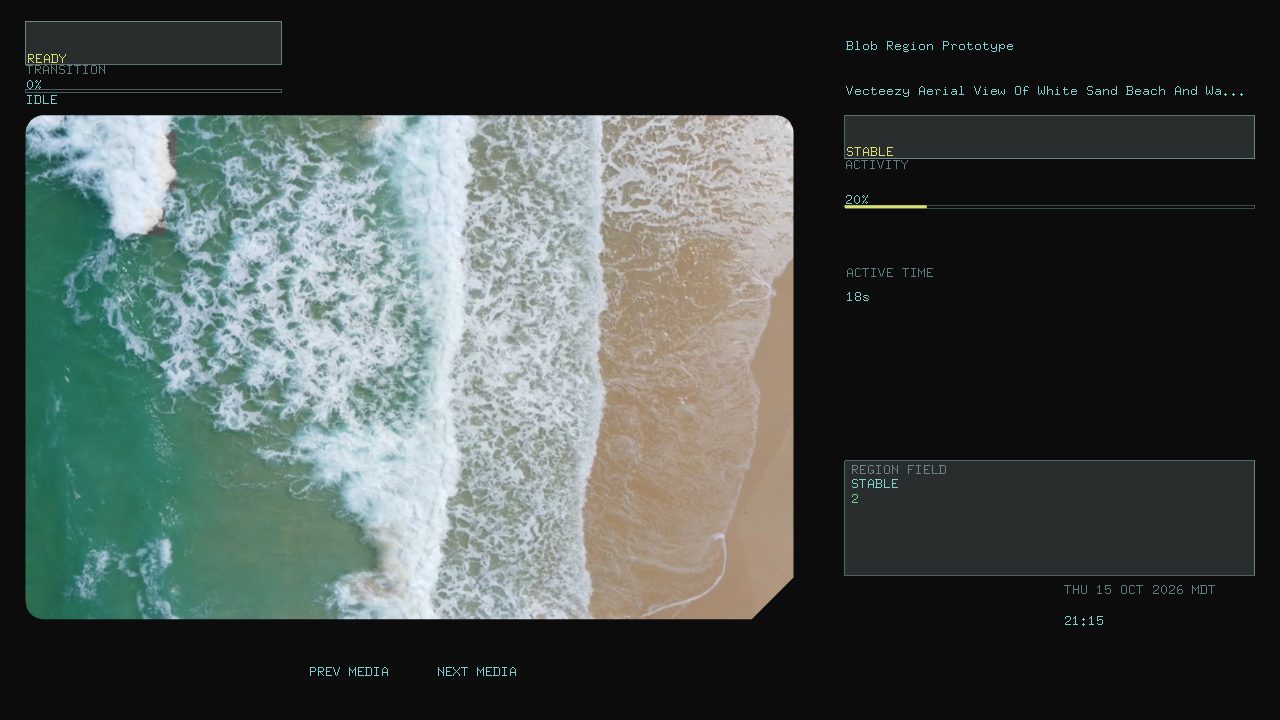 READY
TRANSITION
0%
IDLE
Blob Region Prototype
Vecteezy Aerial View Of White Sand Beach And Wa...
STABLE
ACTIVITY
20%
ACTIVE TIME
18s
REGION FIELD
STABLE
2
THU 15 OCT 2026 MDT
21:15
PREV MEDIA
NEXT MEDIA